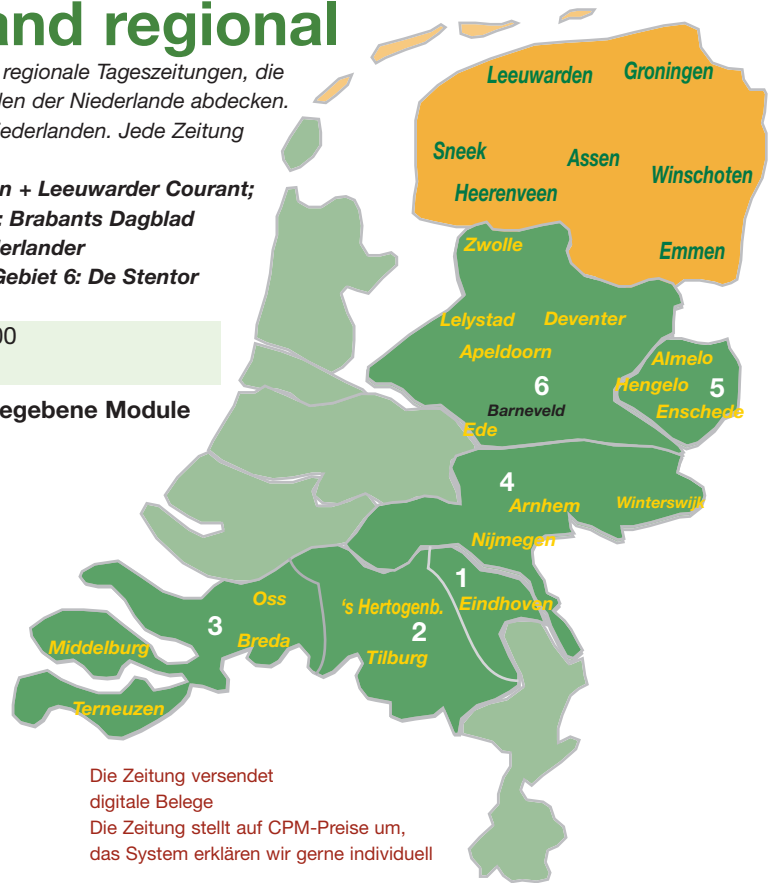 and regional
regionale Tageszeitungen, die
den der Niederlande abdecken.
iederlanden. Jede Zeitung
n + Leeuwarder Courant;
: Brabants Dagblad
derlander
Gebiet 6: De Stentor
00
egebene Module
Leeuwarden
Groningen
Sneek
Assen
Winschoten
Heerenveen
Emmen
Zwolle
Lelystad
Deventer
Apeldoorn
Almelo
6
Hengelo
5
Barneveld
Enschede
Ede
4
Arnhem
Winterswijk
Nijmegen
1
Oss
's Hertogenb.
Eindhoven
3
2
Middelburg
Breda
Tilburg
Terneuzen
Die Zeitung versendet
digitale Belege
Die Zeitung stellt auf CPM-Preise um,
das System erklären wir gerne individuell